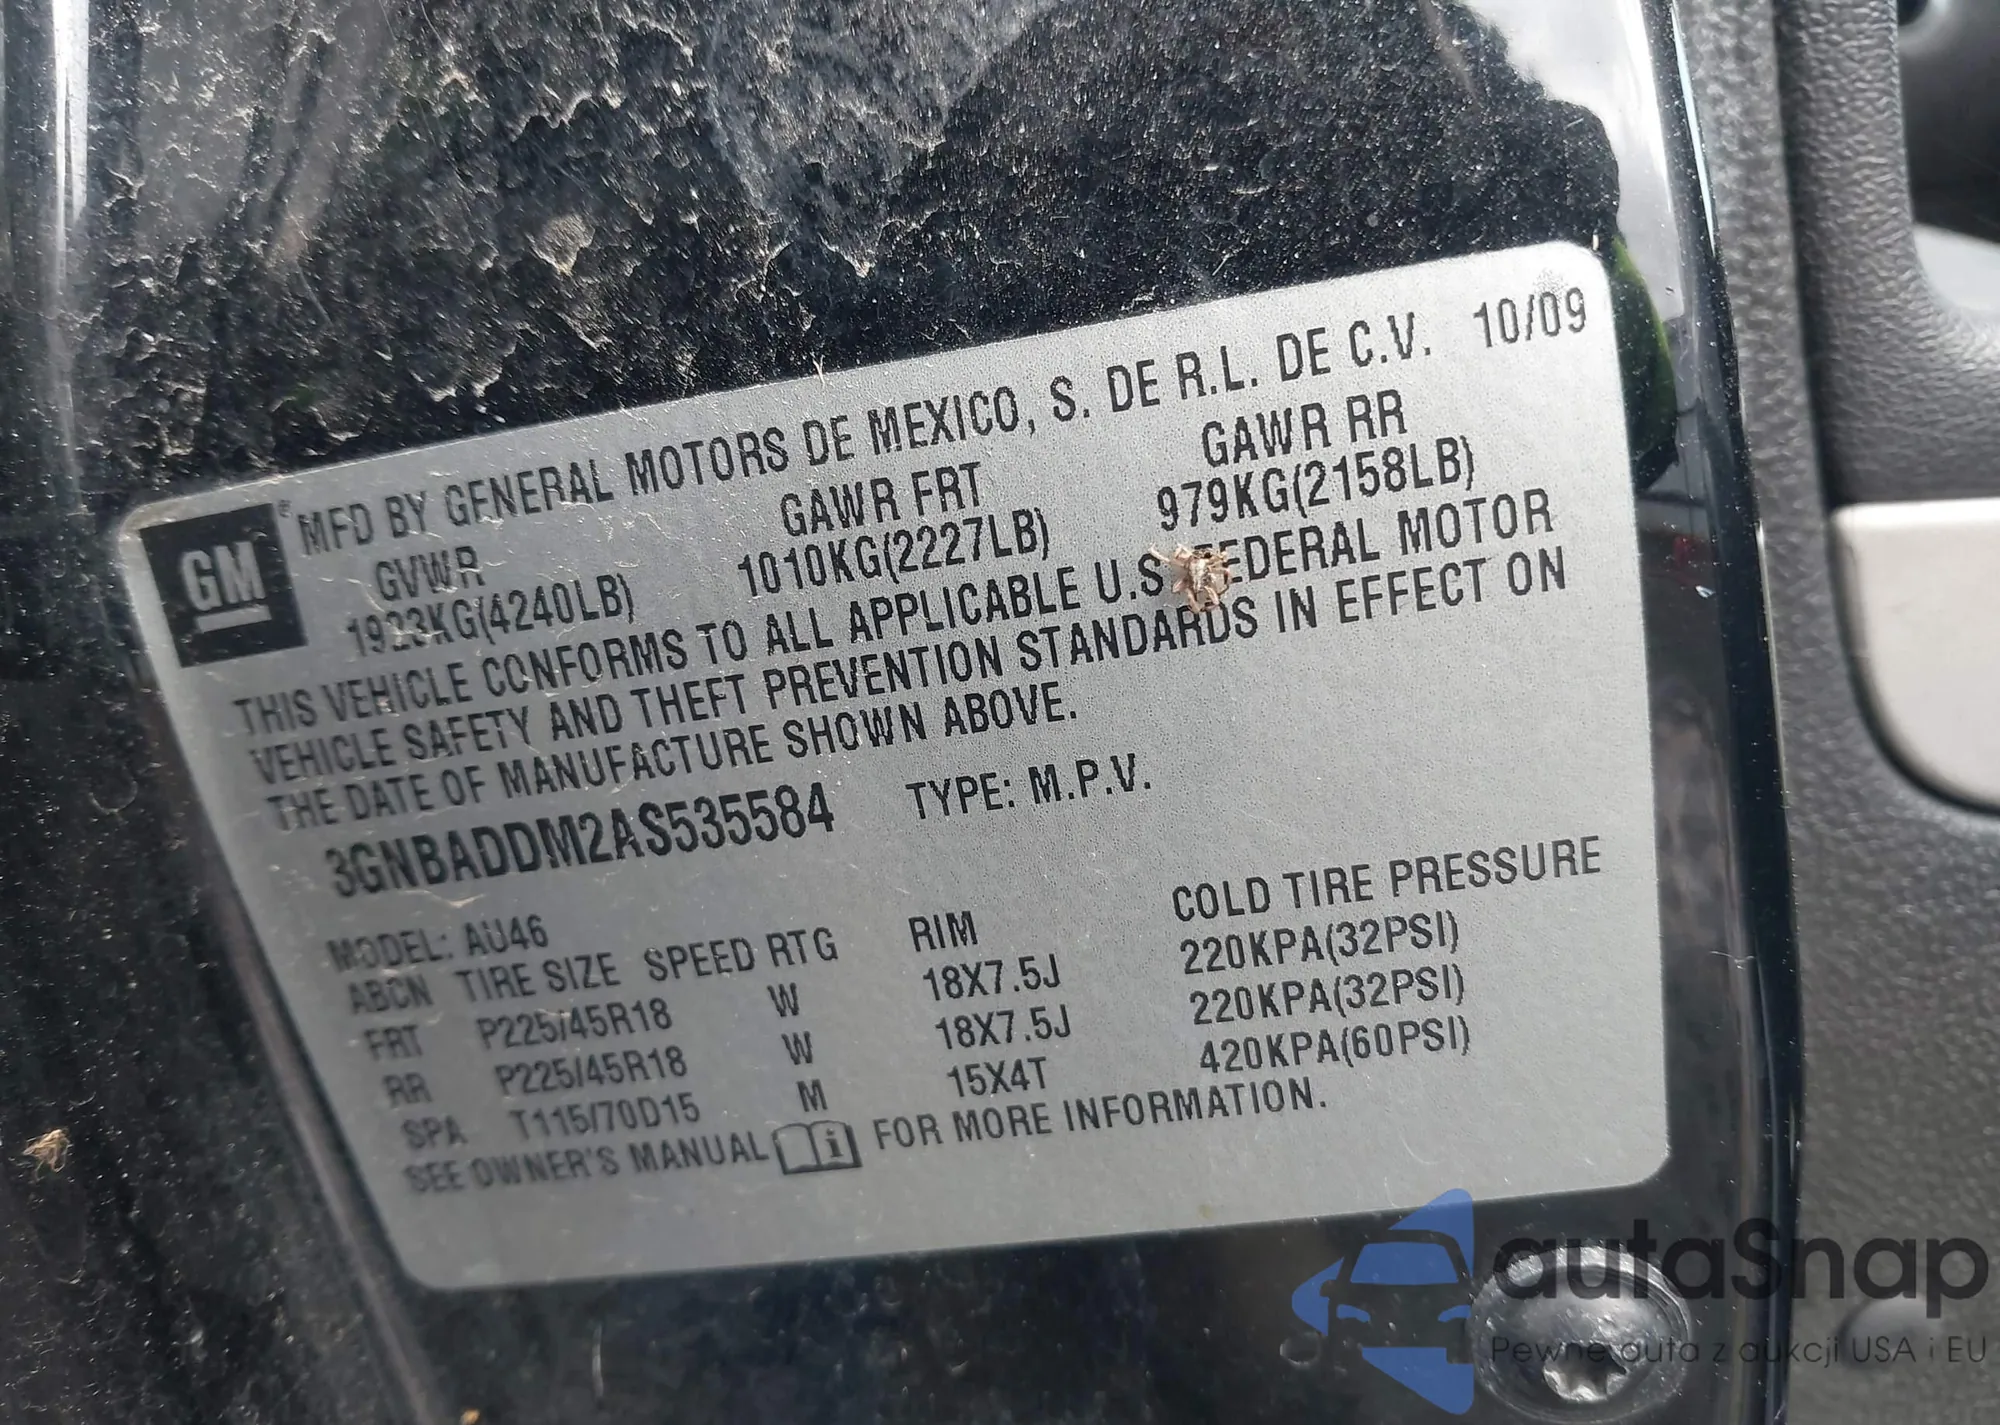 GM
® MFD BY GENERAL MOTORS DE MEXICO, S. DE R.L. DE C.V. 10/09
GVWR GAWR FRT GAWR RR
1923KG(4240LB) 1010KG(2227LB) 979KG(2158LB)
THIS VEHICLE CONFORMS TO ALL APPLICABLE U.S FEDERAL MOTOR
VEHICLE SAFETY AND THEFT PREVENTION STANDARDS IN EFFECT ON
THE DATE OF MANUFACTURE SHOWN ABOVE.
3GNBADDM2AS535584 TYPE: M.P.V.
MODEL: AU46
ABCN TIRE SIZE SPEED RTG RIM COLD TIRE PRESSURE
FRT P225/45R18 W 18X7.5J 220KPA(32PSI)
RR P225/45R18 W 18X7.5J 220KPA(32PSI)
SPA T115/70D15 M 15X4T 420KPA(60PSI)
SEE OWNER'S MANUAL i FOR MORE INFORMATION.
autaSnap
Pewne auta z aukcji USA i EU